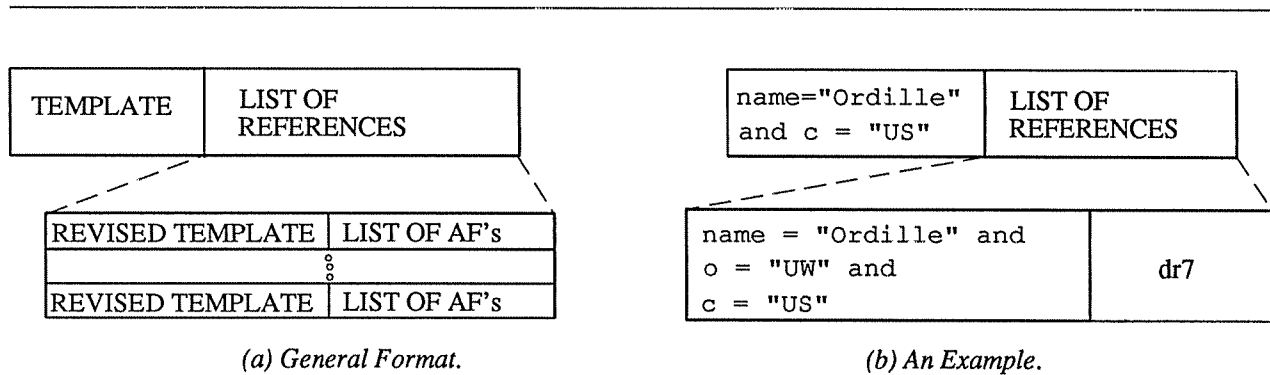 TEMPLATE
LIST OF
REFERENCES
REVISED TEMPLATE
LIST OF AF's
REVISED TEMPLATE
LIST OF AF's
(a) General Format.
name="Ordille"
and c = "US"
LIST OF
REFERENCES
name = "Ordille" and
o = "UW" and
c = "US"
dr7
(b) An Example.